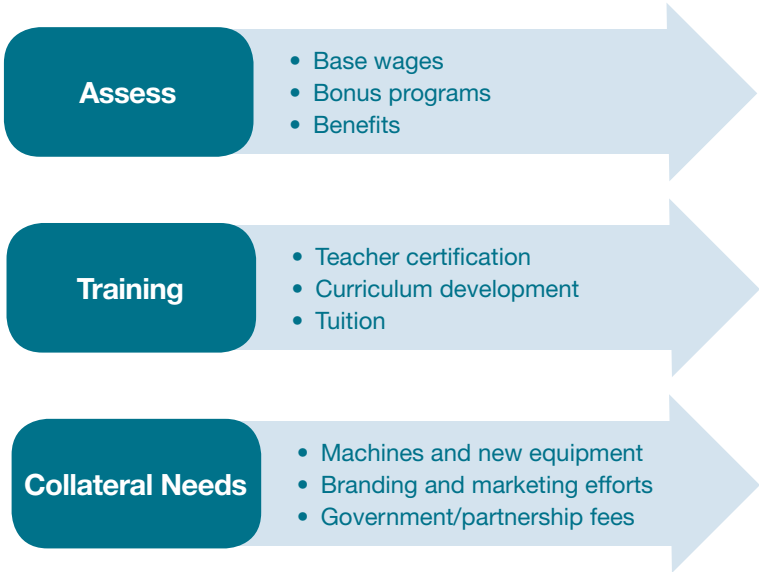 Assess
• Base wages
• Bonus programs
• Benefits
Training
• Teacher certification
• Curriculum development
• Tuition
Collateral Needs
• Machines and new equipment
• Branding and marketing efforts
• Government/partnership fees